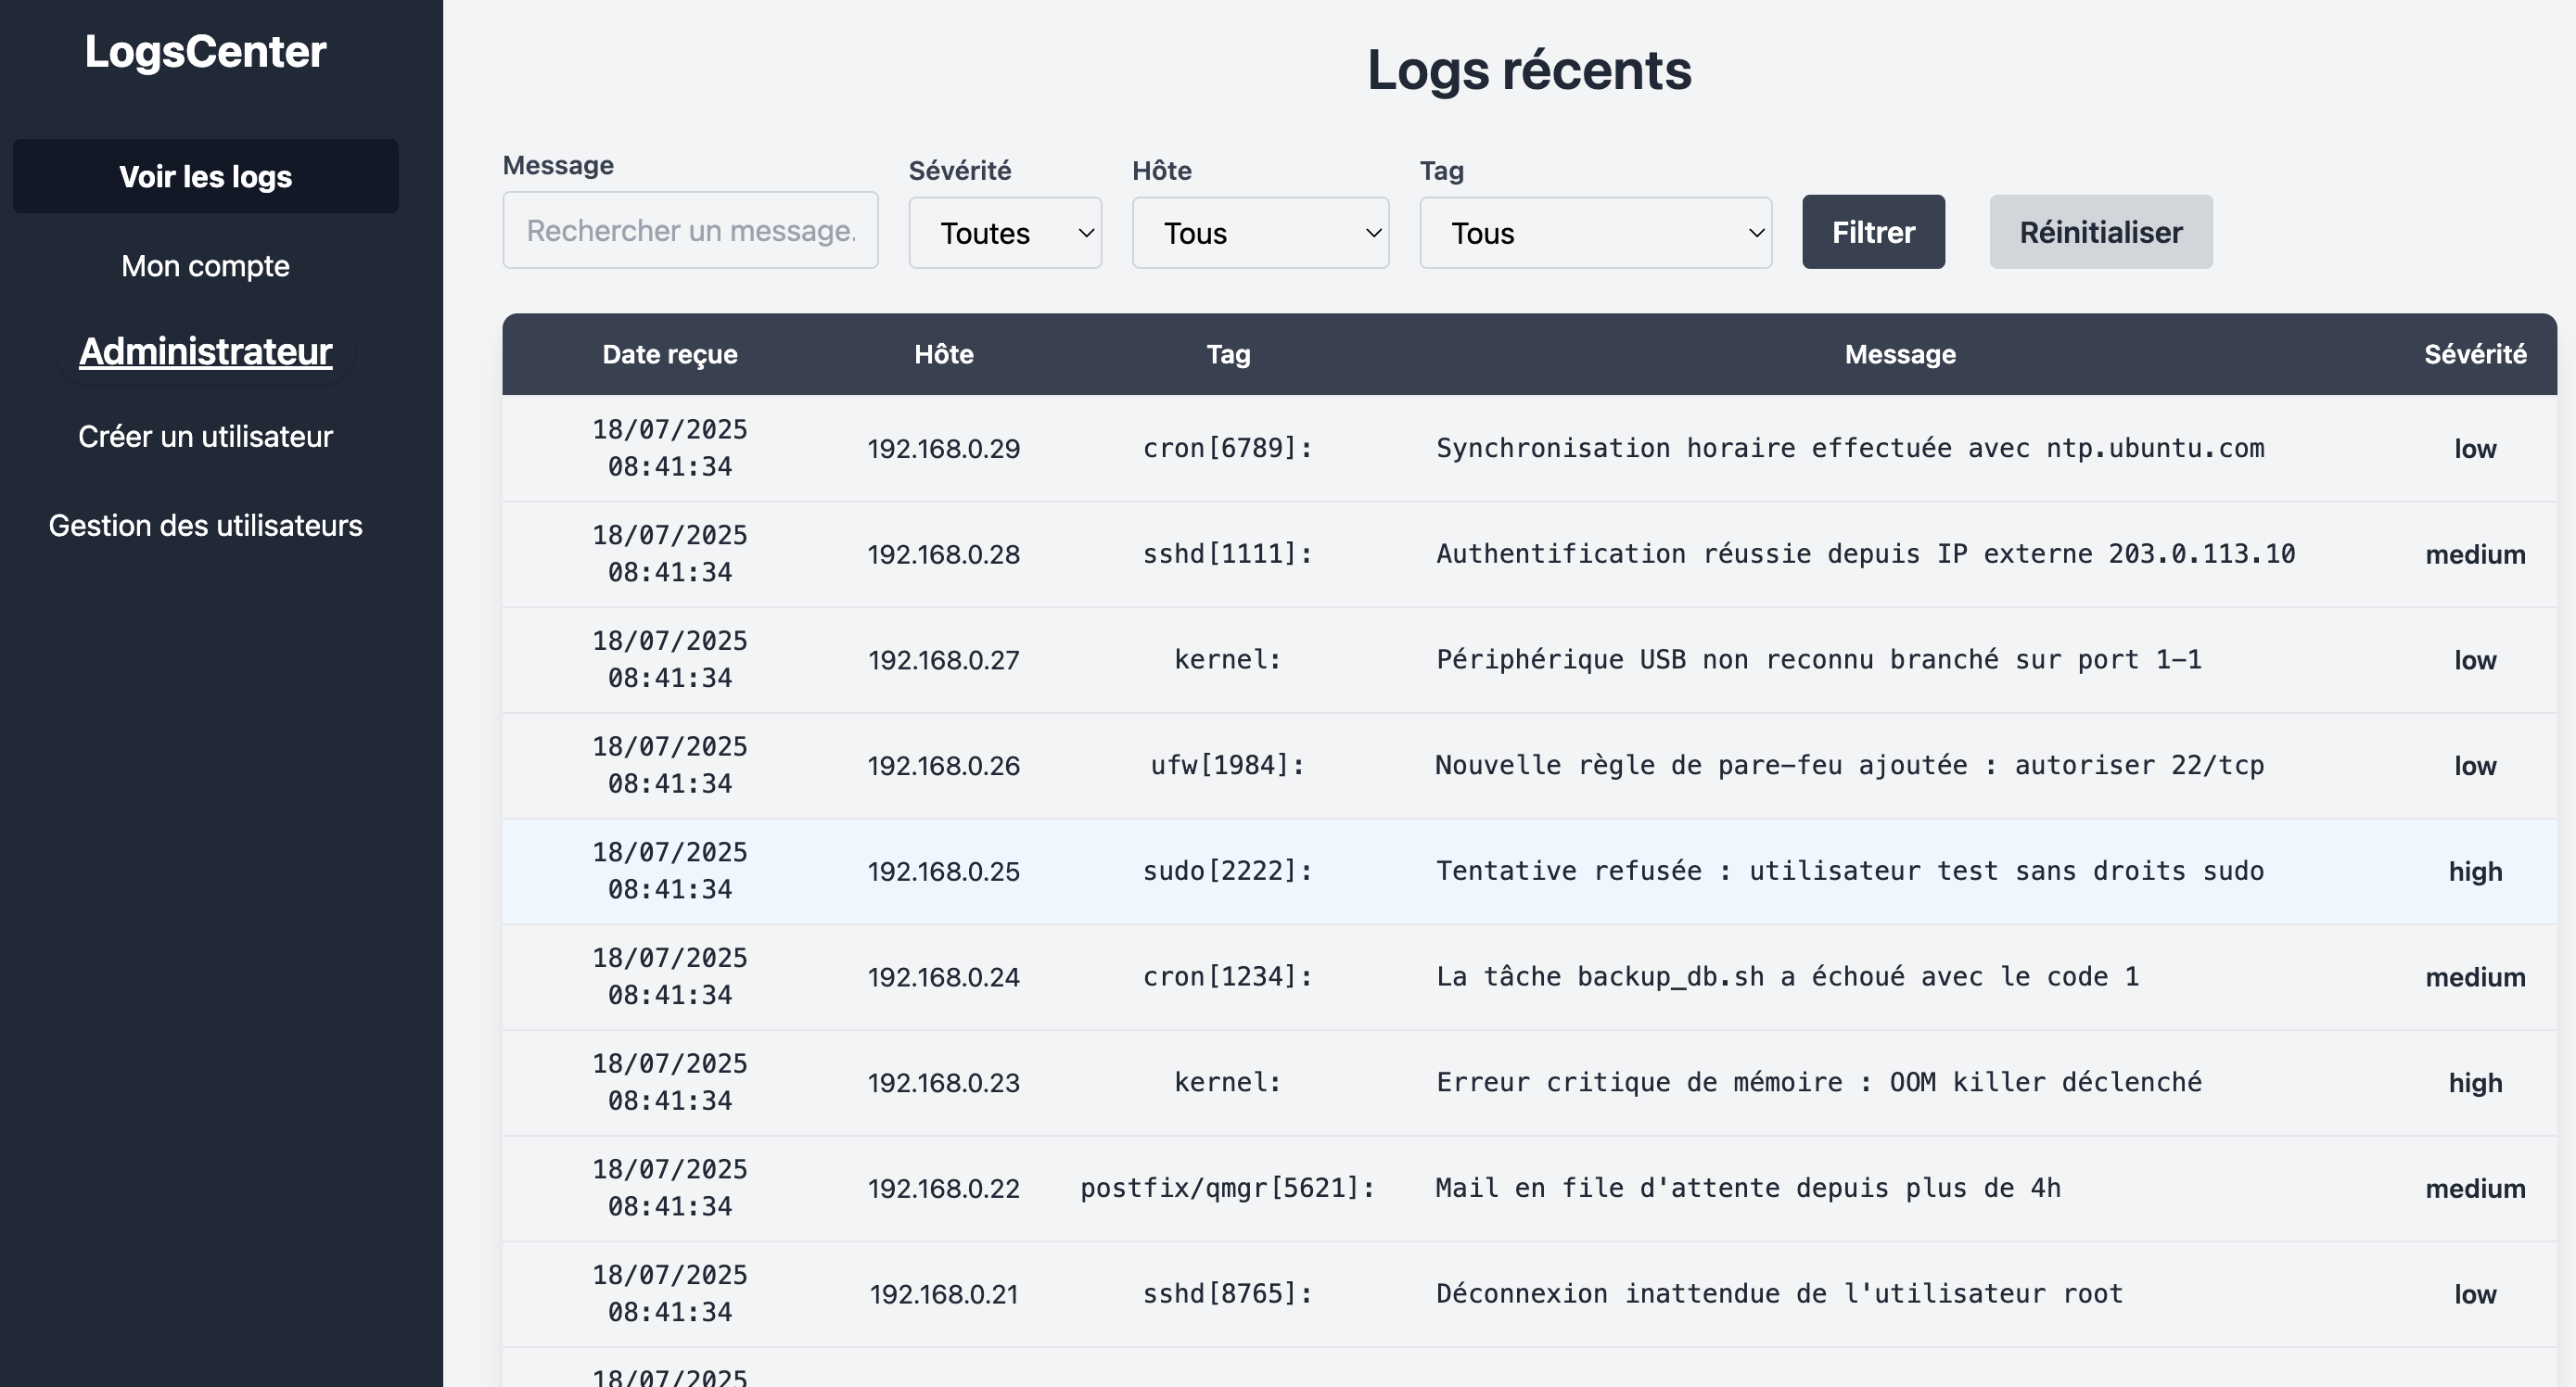 LogsCenter
Voir les logs
Mon compte
Administrateur
Créer un utilisateur
Gestion des utilisateurs
Logs récents
Message Sévérité Hôte Tag
Rechercher un message. Toutes Tous Tous Filtrer Réinitialiser
Date reçue Hôte Tag Message Sévérité
18/07/2025
08:41:34 192.168.0.29 cron[6789]: Synchronisation horaire effectuée avec ntp.ubuntu.com low
18/07/2025
08:41:34 192.168.0.28 sshd[1111]: Authentification réussie depuis IP externe 203.0.113.10 medium
18/07/2025
08:41:34 192.168.0.27 kernel: Périphérique USB non reconnu branché sur port 1-1 low
18/07/2025
08:41:34 192.168.0.26 ufw[1984]: Nouvelle règle de pare-feu ajoutée : autoriser 22/tcp low
18/07/2025
08:41:34 192.168.0.25 sudo[2222]: Tentative refusée : utilisateur test sans droits sudo high
18/07/2025
08:41:34 192.168.0.24 cron[1234]: La tâche backup_db.sh a échoué avec le code 1 medium
18/07/2025
08:41:34 192.168.0.23 kernel: Erreur critique de mémoire : OOM killer déclenché high
18/07/2025
08:41:34 192.168.0.22 postfix/qmgr[5621]: Mail en file d'attente depuis plus de 4h medium
18/07/2025
08:41:34 192.168.0.21 sshd[8765]: Déconnexion inattendue de l'utilisateur root low
18/07/2025